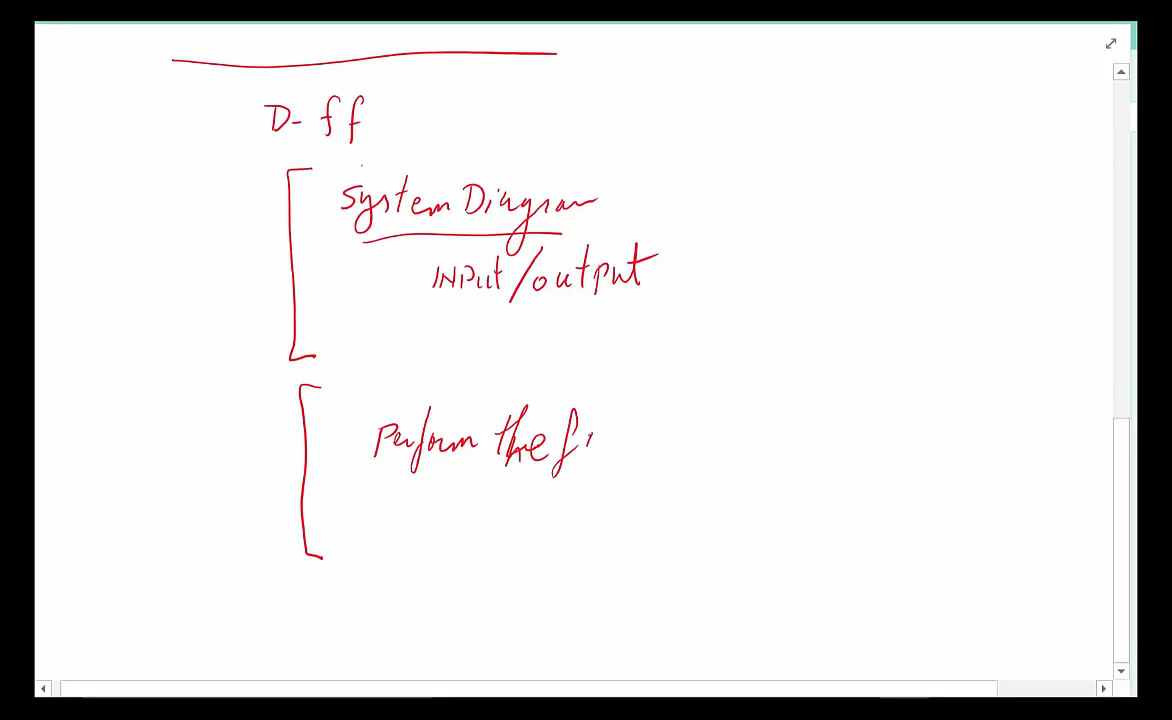 D-ff
System Diagram
INPut/output
Perform the f